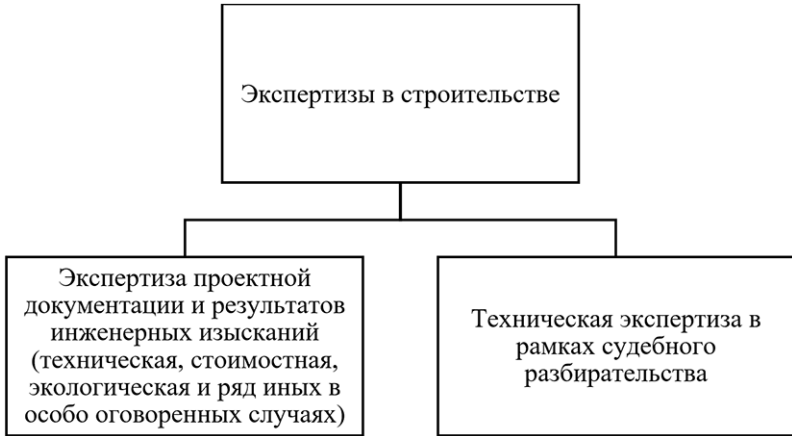 Экспертизы в строительстве
Экспертиза проектной
документации и результатов
инженерных изысканий
(техническая, стоимостная,
экологическая и ряд иных в
особо оговоренных случаях)
Техническая экспертиза в
рамках судебного
разбирательства